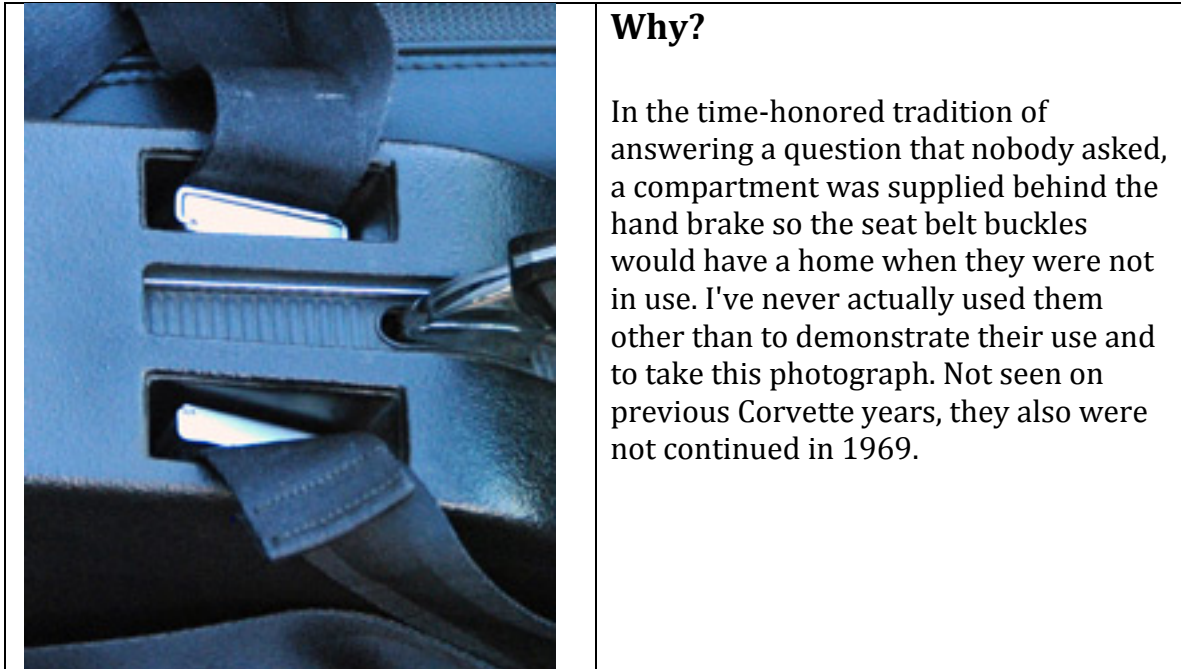 Why?
In the time-honored tradition of
answering a question that nobody asked,
a compartment was supplied behind the
hand brake so the seat belt buckles
would have a home when they were not
in use. I've never actually used them
other than to demonstrate their use and
to take this photograph. Not seen on
previous Corvette years, they also were
not continued in 1969.